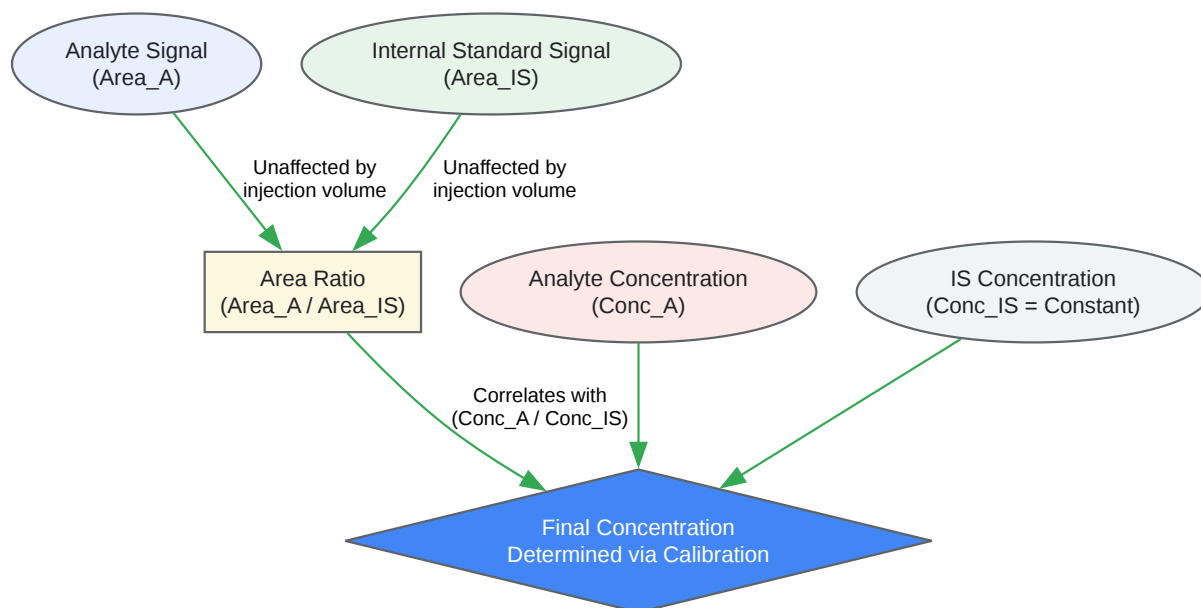 Analyte Signal
(Area_A)
Internal Standard Signal
(Area_IS)
Unaffected by
injection volume
Unaffected by
injection volume
Area Ratio
(Area_A / Area_IS)
Analyte Concentration
(Conc_A)
IS Concentration
(Conc_IS = Constant)
Correlates with
(Conc_A / Conc_IS)
Final Concentration
Determined via Calibration